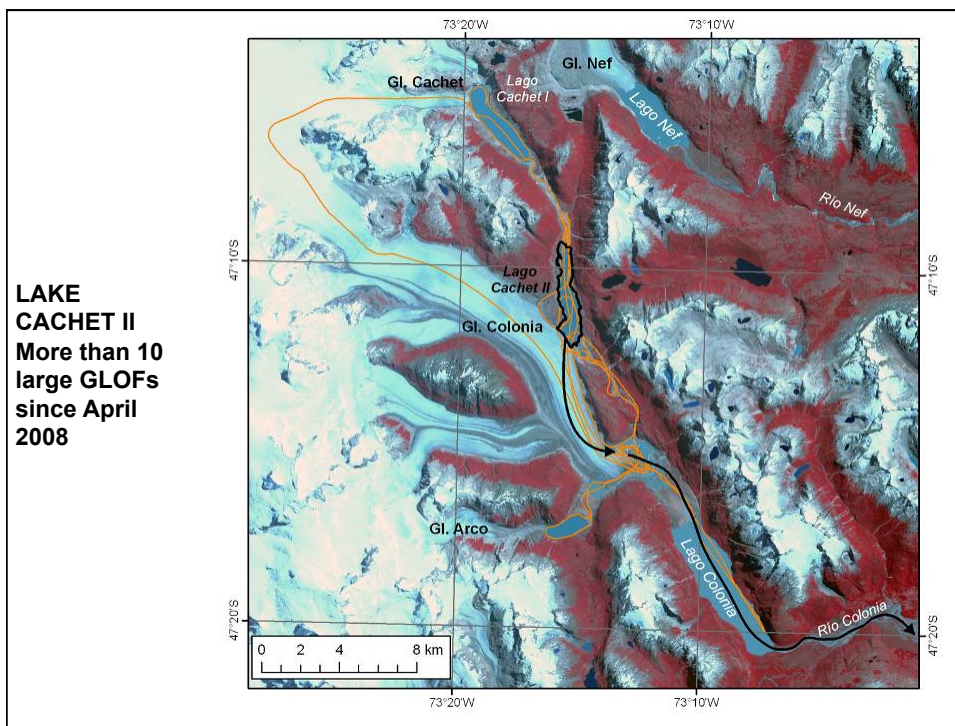 73°20'W
73°10'W
Gl. Cachet
Lago
Cachet I
Gl. Nef
Lago Nef
Río Nef
47°10'S
47°10'S
Lago
Cachet II
Gl. Colonia
LAKE
CACHET II
More than 10
large GLOFs
since April
2008
Gl. Arco
Lago Colonia
Río Colonia
47°20'S
47°20'S
0 2 4 8 km
73°20'W
73°10'W